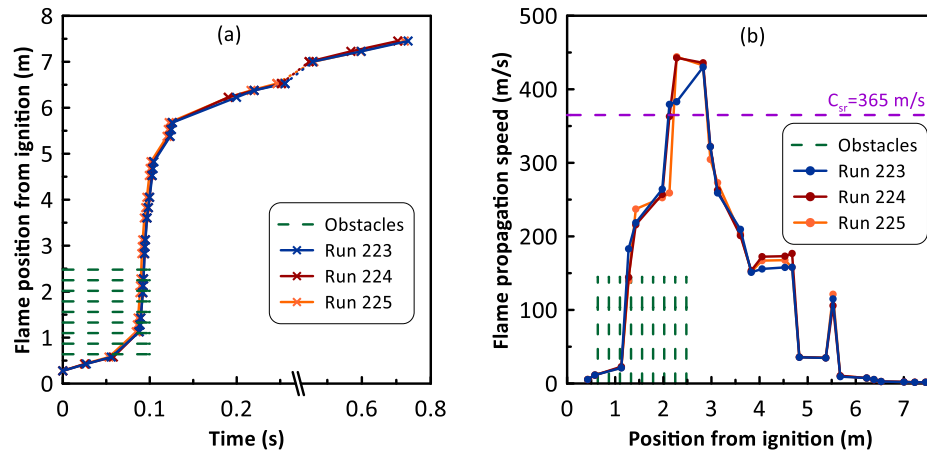 (a)
Flame position from ignition (m)
8
7
6
5
4
3
2
1
0
Obstacles
Run 223
Run 224
Run 225
0 0.1 0.2 0.4 0.6 0.8
Time (s)
(b)
Flame propagation speed (m/s)
500
400
300
200
100
0
C_sr=365 m/s
Obstacles
Run 223
Run 224
Run 225
0 1 2 3 4 5 6 7
Position from ignition (m)